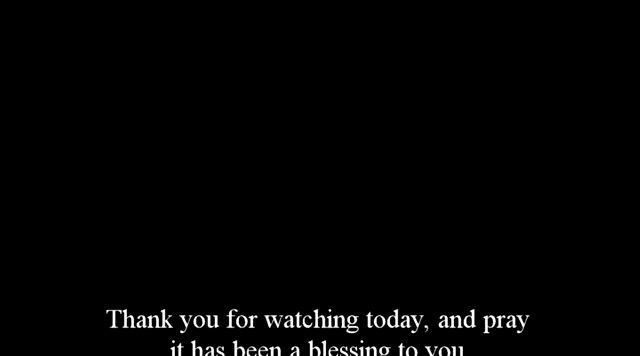 Thank you for watching today, and pray
it has been a blessing to you